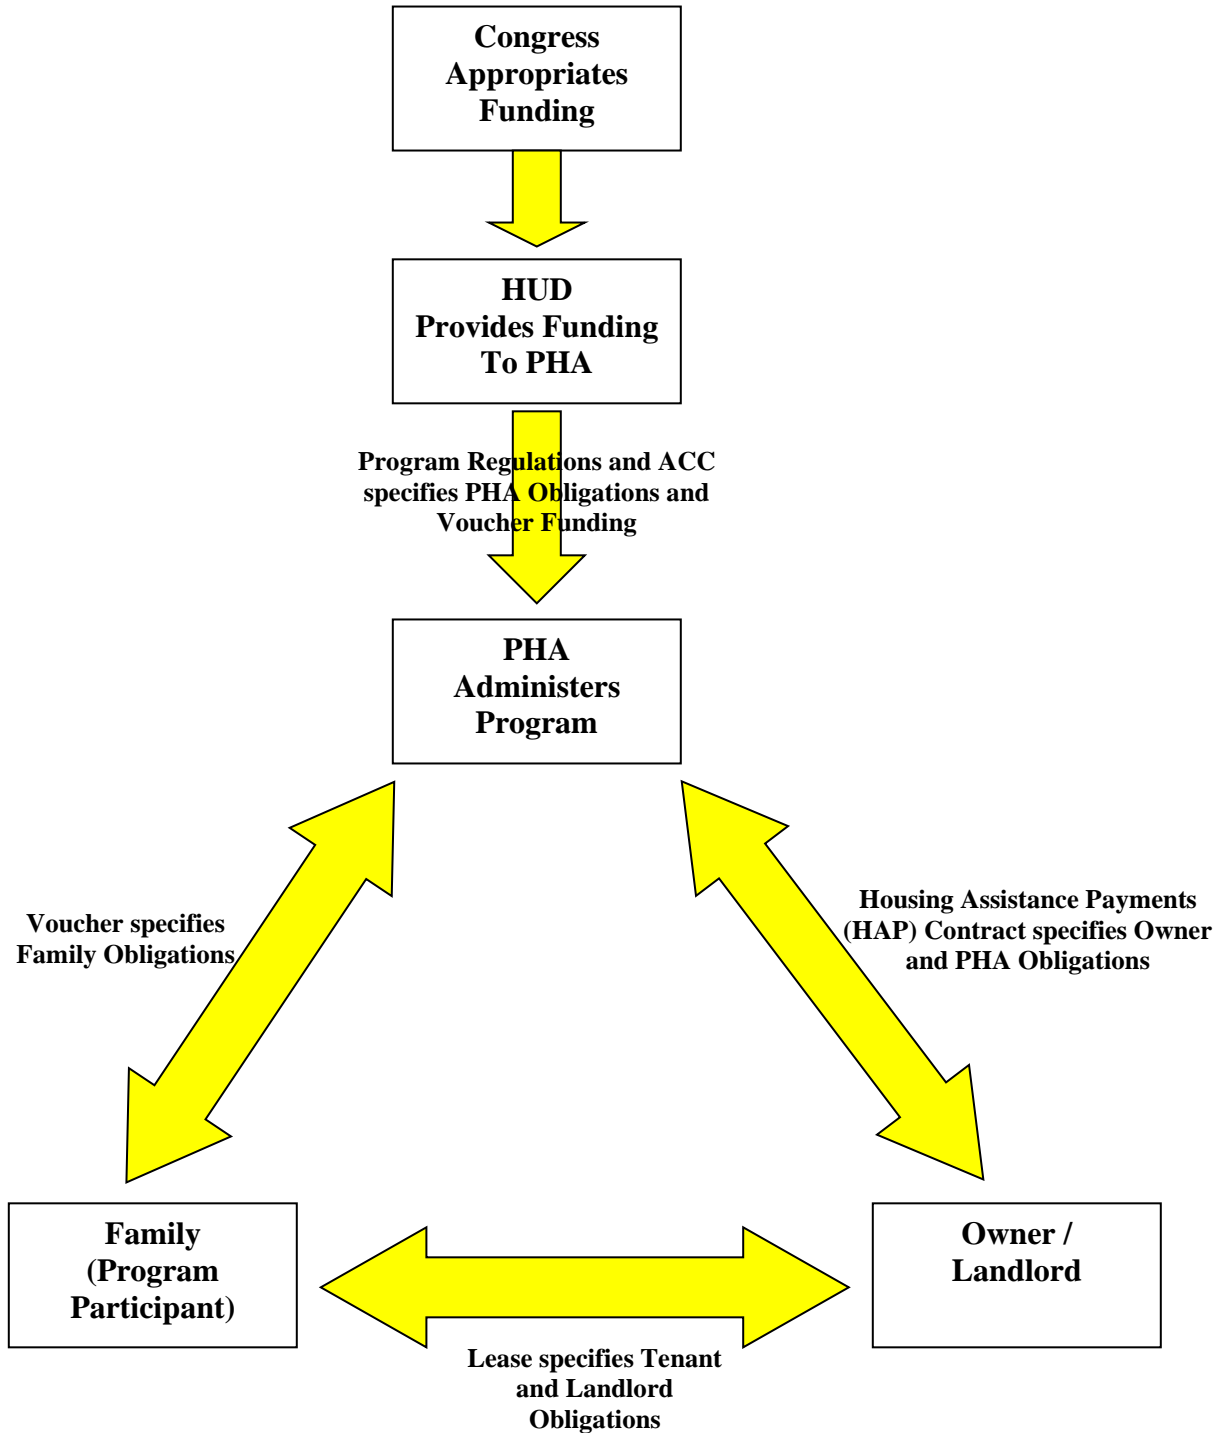 Congress
Appropriates
Funding
HUD
Provides Funding
To PHA
Program Regulations and ACC
specifies PHA Obligations and
Voucher Funding
PHA
Administers
Program
Voucher specifies
Family Obligations
Housing Assistance Payments
(HAP) Contract specifies Owner
and PHA Obligations
Family
(Program
Participant)
Owner /
Landlord
Lease specifies Tenant
and Landlord
Obligations